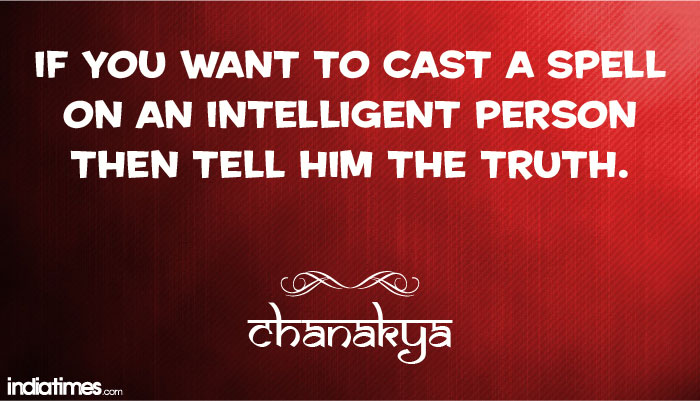 IF YOU WANT TO CAST A SPELL
ON AN INTELLIGENT PERSON
THEN TELL HIM THE TRUTH.
chanakya
indiatimes.com